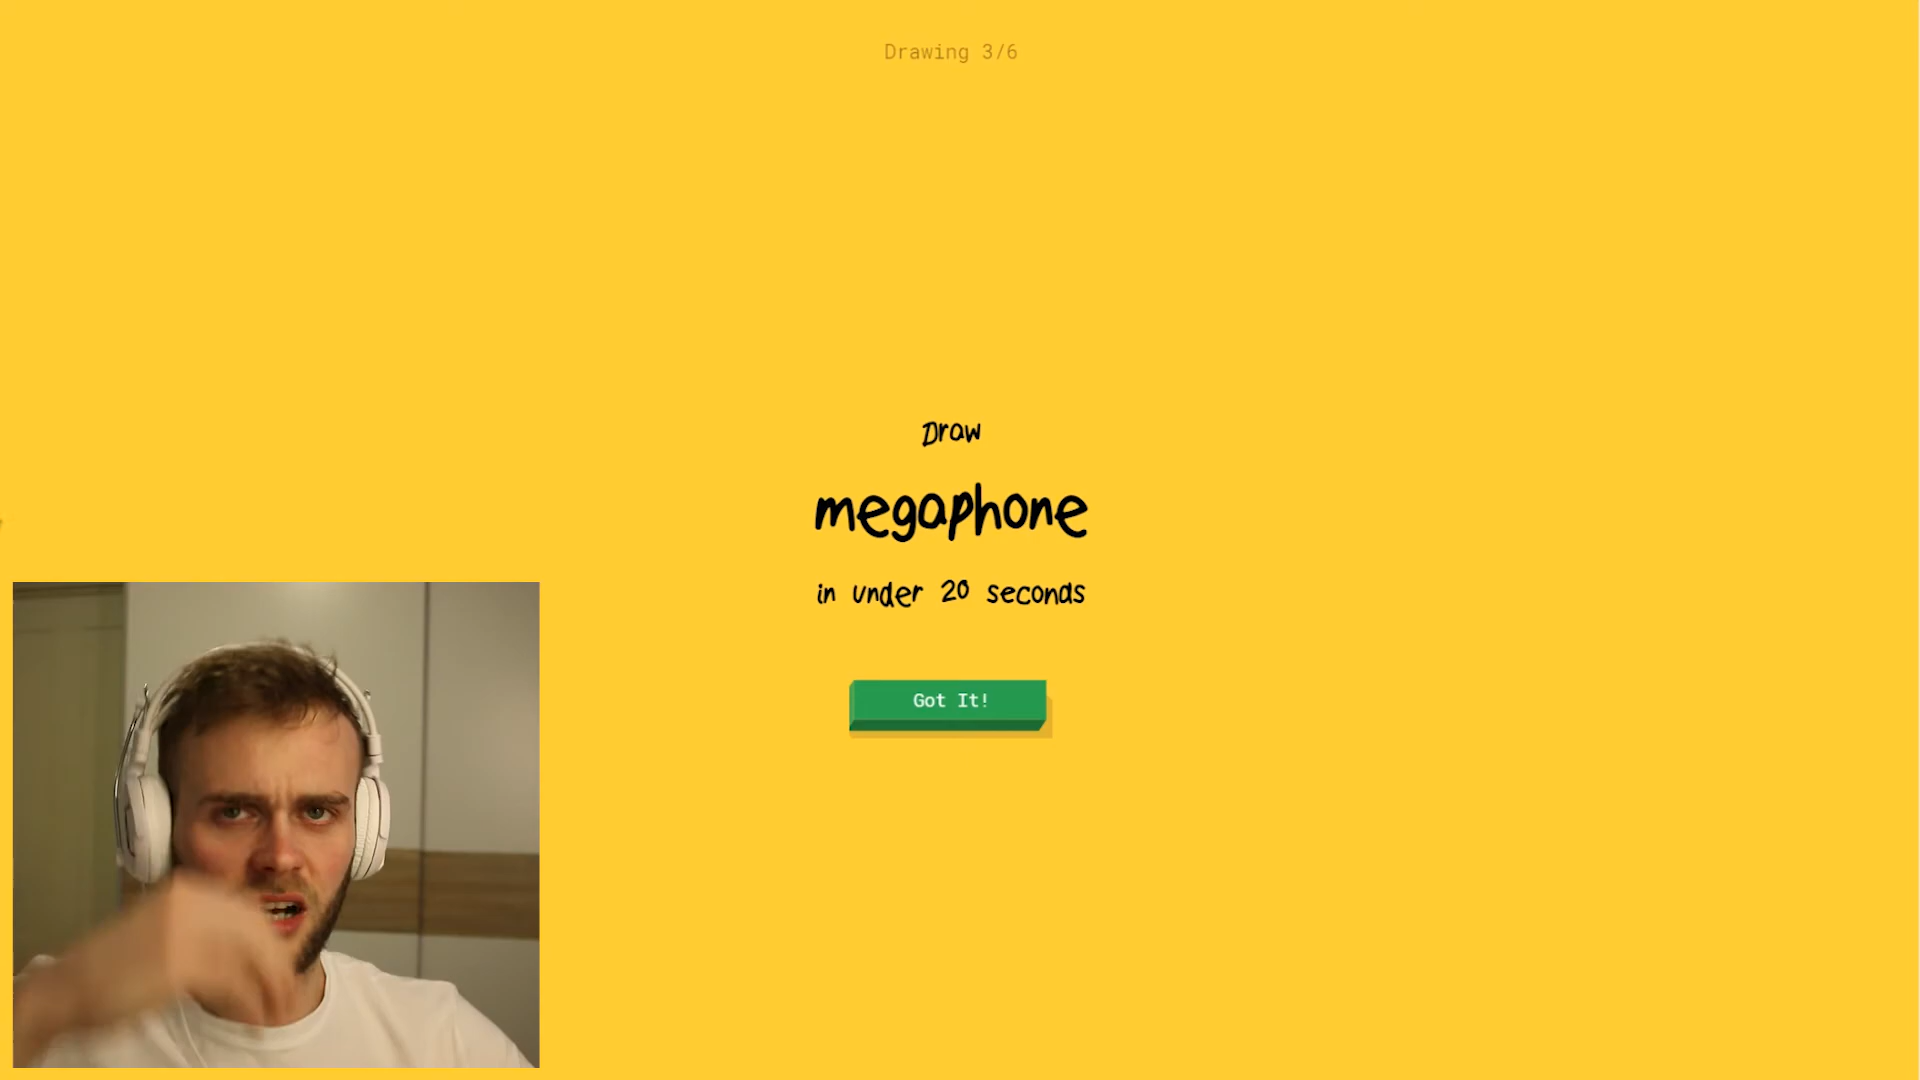 Drawing 3/6
Draw
megaphone
in under 20 seconds
Got It!